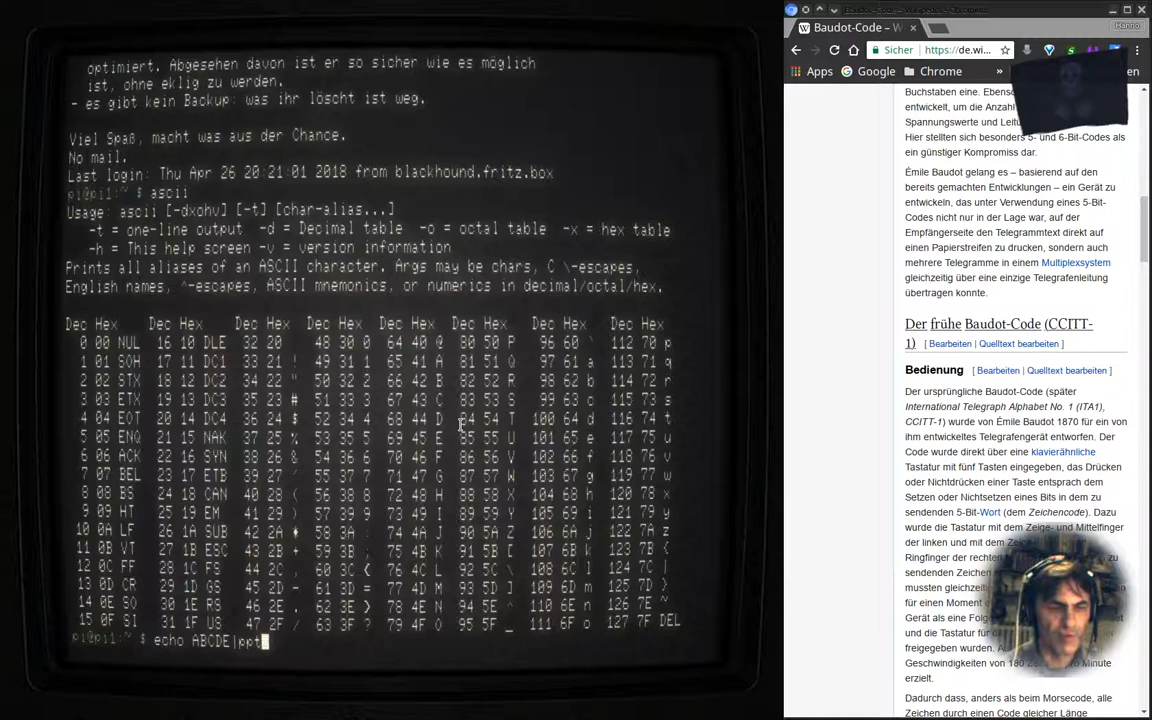 optimiert. Abgesehen davon ist er so sicher wie es möglich
ist, ohne eklig zu werden.
- es gibt kein Backup: was ihr löscht ist weg.
Viel Spaß, macht was aus der Chance.
No mail.
Last login: Thu Apr 26 20:21:01 2018 from blackhound.fritz.box
pi@pi1:~ $ ascii
Usage: ascii [-dxohv] [-t] [char-alias...]
-t = one-line output -d = Decimal table -o = octal table -x = hex table
-h = This help screen -v = version information
Prints all aliases of an ASCII character. Args may be chars, C \-escapes,
English names, ^-escapes, ASCII mnemonics, or numerics in decimal/octal/hex.
Dec Hex Dec Hex Dec Hex Dec Hex Dec Hex Dec Hex Dec Hex Dec Hex
0 00 NUL 16 10 DLE 32 20 48 30 0 64 40 @ 80 50 P 96 60 ` 112 70 p
1 01 SOH 17 11 DC1 33 21 ! 49 31 1 65 41 A 81 51 Q 97 61 a 113 71 q
2 02 STX 18 12 DC2 34 22 " 50 32 2 66 42 B 82 52 R 98 62 b 114 72 r
3 03 ETX 19 13 DC3 35 23 # 51 33 3 67 43 C 83 53 S 99 63 c 115 73 s
4 04 EOT 20 14 DC4 36 24 $ 52 34 4 68 44 D 84 54 T 100 64 d 116 74 t
5 05 ENQ 21 15 NAK 37 25 % 53 35 5 69 45 E 85 55 U 101 65 e 117 75 u
6 06 ACK 22 16 SYN 38 26 & 54 36 6 70 46 F 86 56 V 102 66 f 118 76 v
7 07 BEL 23 17 ETB 39 27 ' 55 37 7 71 47 G 87 57 W 103 67 g 119 77 w
8 08 BS 24 18 CAN 40 28 ( 56 38 8 72 48 H 88 58 X 104 68 h 120 78 x
9 09 HT 25 19 EM 41 29 ) 57 39 9 73 49 I 89 59 Y 105 69 i 121 79 y
10 0A LF 26 1A SUB 42 2A * 58 3A : 74 4A J 90 5A Z 106 6A j 122 7A z
11 0B VT 27 1B ESC 43 2B + 59 3B ; 75 4B K 91 5B [ 107 6B k 123 7B {
12 0C FF 28 1C FS 44 2C , 60 3C < 76 4C L 92 5C \ 108 6C l 124 7C |
13 0D CR 29 1D GS 45 2D - 61 3D = 77 4D M 93 5D ] 109 6D m 125 7D }
14 0E SO 30 1E RS 46 2E . 62 3E > 78 4E N 94 5E ^ 110 6E n 126 7E ~
15 0F SI 31 1F US 47 2F / 63 3F ? 79 4F O 95 5F _ 111 6F o 127 7F DEL
pi@pi1:~ $ echo ABCDE|ppt
Baudot-Code – W
Hanno
Sicher https://de.wi...
Apps Google Chrome »
Buchstaben eine.
entwickelt, um die Anzahl
Spannungswerte und
Hier stellten sich besonders 5- und 6-Bit-Codes als
ein günstiger Kompromiss dar.
Émile Baudot gelang es – basierend auf den
bereits gemachten Entwicklungen – ein Gerät zu
entwickeln, das unter Verwendung eines 5-Bit-
Codes nicht nur in der Lage war, auf der
Empfängerseite den Telegrammtext direkt auf
einen Papierstreifen zu drucken, sondern auch
mehrere Telegramme in einem Multiplexsystem
gleichzeitig über eine einzige Telegrafenleitung
übertragen konnte.
Der frühe Baudot-Code (CCITT-
1) [ Bearbeiten | Quelltext bearbeiten ]
Bedienung [ Bearbeiten | Quelltext bearbeiten ]
Der ursprüngliche Baudot-Code (später
International Telegraph Alphabet No. 1 (ITA1),
CCITT-1) wurde von Émile Baudot 1870 für ein von
ihm entwickeltes Telegrafengerät entworfen. Der
Code wurde direkt über eine klavierähnliche
Tastatur mit fünf Tasten eingegeben, das Drücken
oder Nichtdrücken einer Taste entsprach dem
Setzen oder Nichtsetzen eines Bits in dem zu
sendenden 5-Bit-Wort (dem Zeichencode). Dazu
wurde die Tastatur mit dem Zeige- und Mittelfinger
der linken und mit dem
Ringfinger der rechten
sendenden Zeichen
mussten gleichzeitig
für einen Moment
Gerät als eine
und die Tastatur
freigegeben wurden.
Geschwindigkeiten von 180 Minute
erzielt.
Dadurch dass, anders als beim Morsecode, alle
Zeichen durch einen Code gleicher Länge